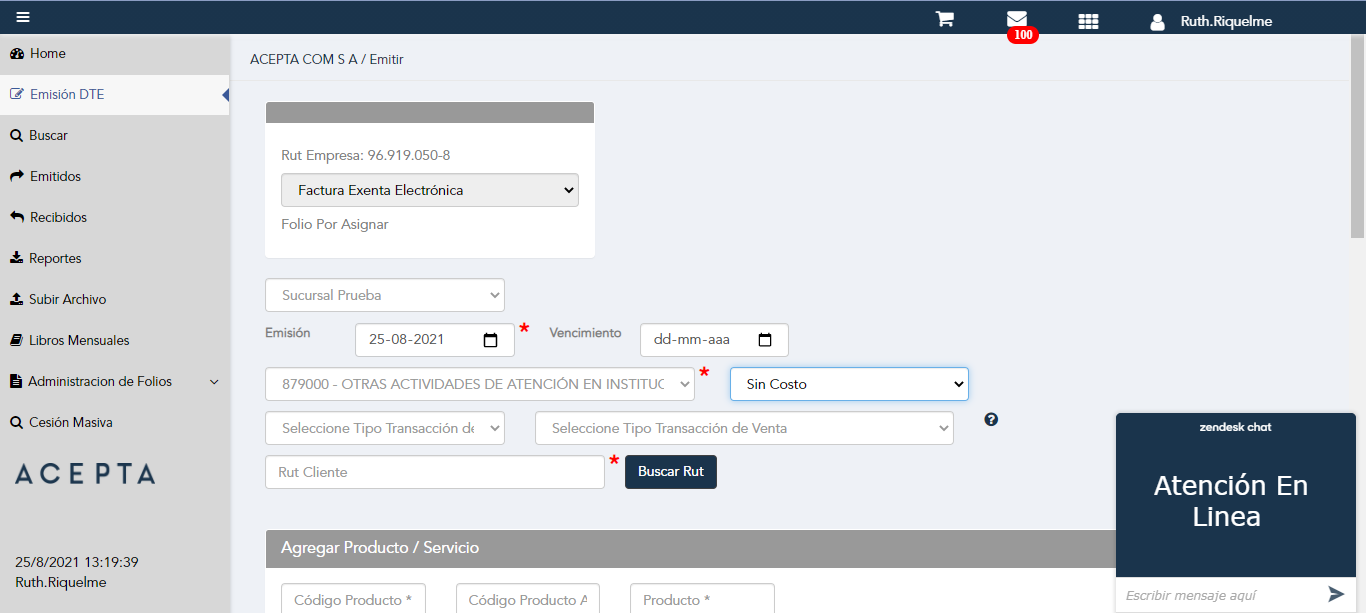 100
Ruth.Riquelme
Home
Emisión DTE
Buscar
Emitidos
Recibidos
Reportes
Subir Archivo
Libros Mensuales
Administracion de Folios
Cesión Masiva
ACEPTA
25/8/2021 13:19:39
Ruth.Riquelme
ACEPTA COM S A / Emitir
Rut Empresa: 96.919.050-8
Factura Exenta Electrónica
Folio Por Asignar
Sucursal Prueba
Emisión 25-08-2021 * Vencimiento dd-mm-aaa
879000 - OTRAS ACTIVIDADES DE ATENCIÓN EN INSTITUC * Sin Costo
Seleccione Tipo Transacción de Seleccione Tipo Transacción de Venta ?
Rut Cliente * Buscar Rut
Agregar Producto / Servicio
Código Producto * Código Producto A Producto *
zendesk chat
Atención En
Linea
Escribir mensaje aquí